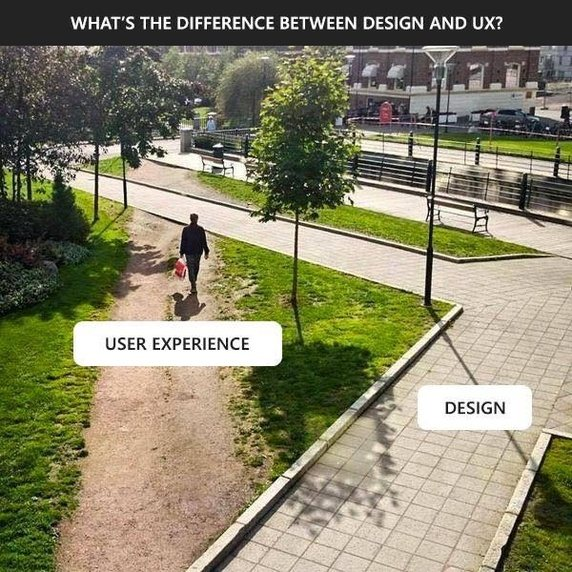 WHAT'S THE DIFFERENCE BETWEEN DESIGN AND UX?
USER EXPERIENCE
DESIGN